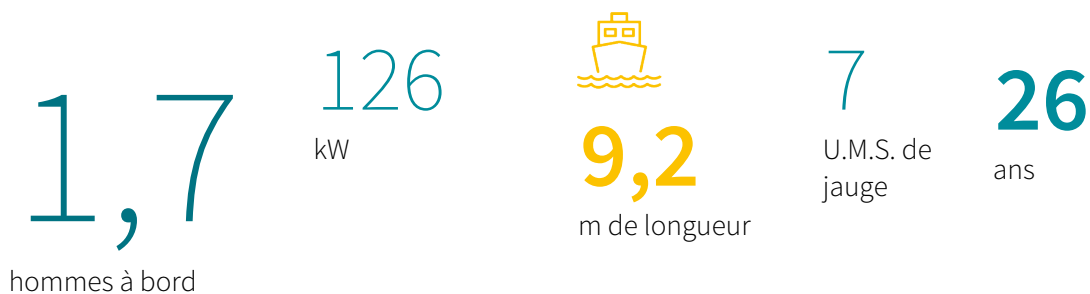 1,7
hommes à bord
126
kW
9,2
m de longueur
7
U.M.S. de
jauge
26
ans